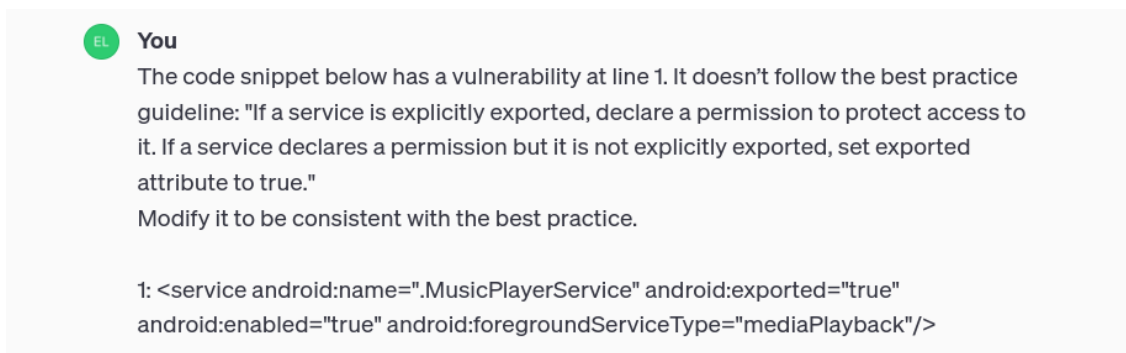 EL
You
The code snippet below has a vulnerability at line 1. It doesn’t follow the best practice
guideline: "If a service is explicitly exported, declare a permission to protect access to
it. If a service declares a permission but it is not explicitly exported, set exported
attribute to true."
Modify it to be consistent with the best practice.
1: <service android:name=".MusicPlayerService" android:exported="true"
android:enabled="true" android:foregroundServiceType="mediaPlayback"/>